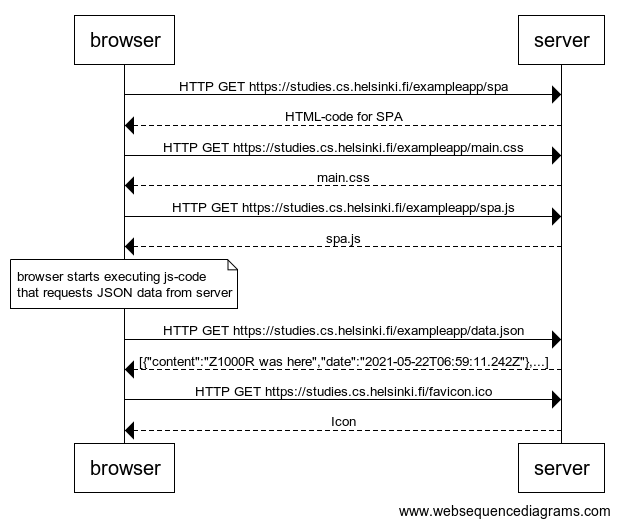 browser
server
HTTP GET https://studies.cs.helsinki.fi/exampleapp/spa
HTML-code for SPA
HTTP GET https://studies.cs.helsinki.fi/exampleapp/main.css
main.css
HTTP GET https://studies.cs.helsinki.fi/exampleapp/spa.js
spa.js
browser starts executing js-code
that requests JSON data from server
HTTP GET https://studies.cs.helsinki.fi/exampleapp/data.json
[{"content":"Z1000R was here","date":"2021-05-22T06:59:11.242Z"},...]
HTTP GET https://studies.cs.helsinki.fi/favicon.ico
Icon
browser
server
www.websequencediagrams.com